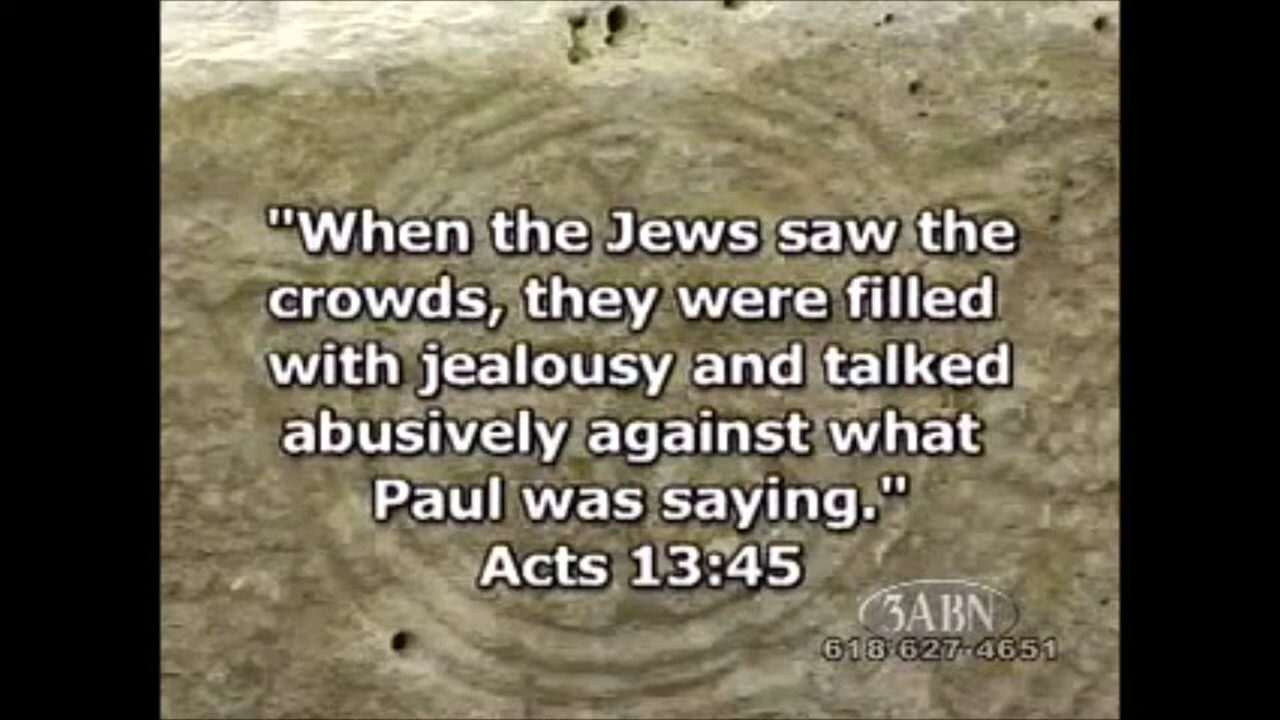 "When the Jews saw the
crowds, they were filled
with jealousy and talked
abusively against what
Paul was saying."
Acts 13:45
3ABN
618-627-4651